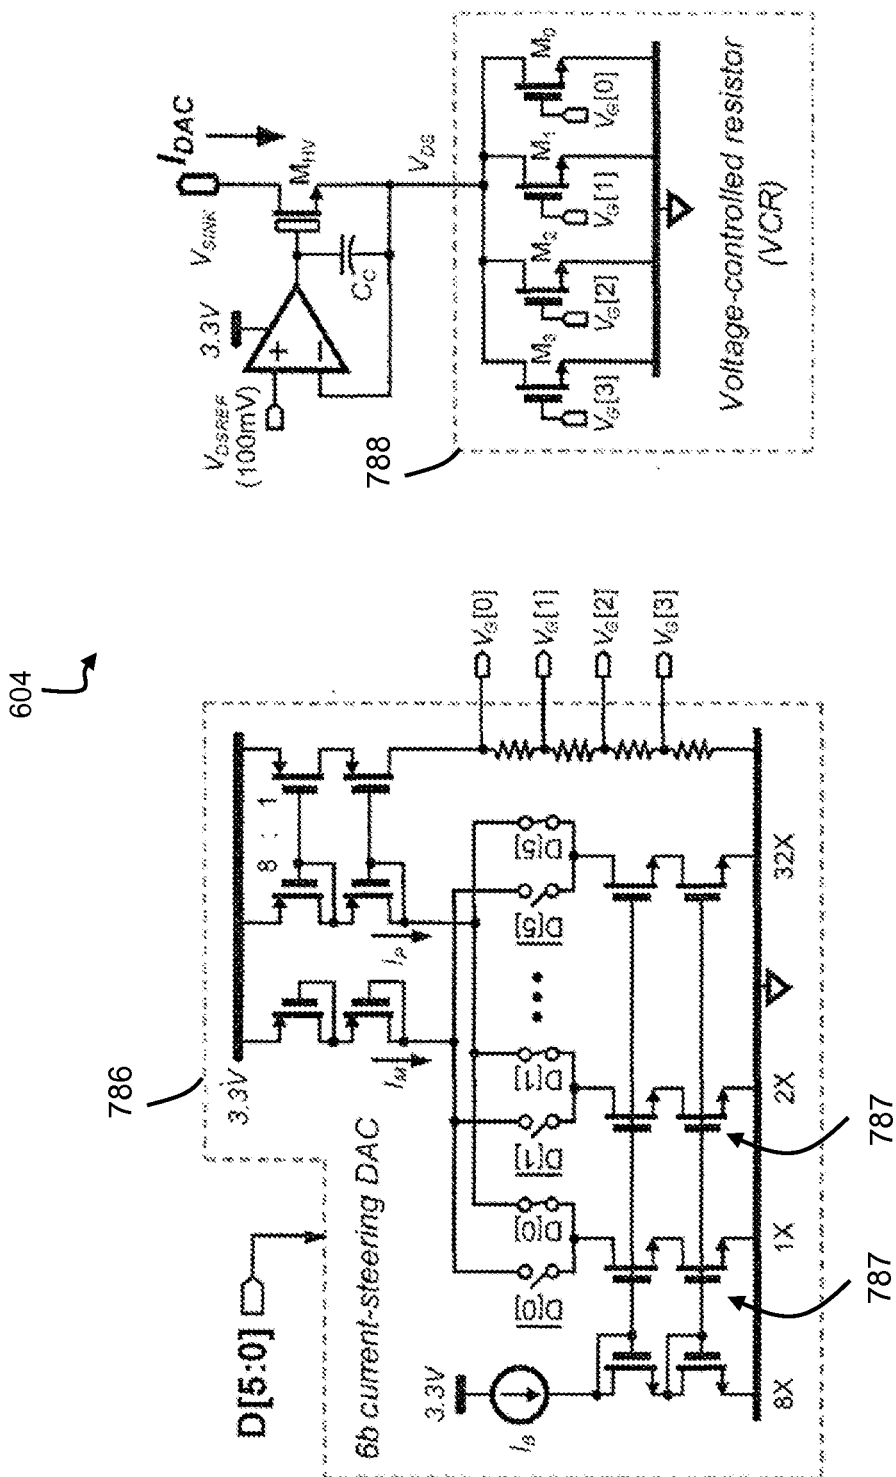 604
786
D[5:0]
6b current-steering DAC
3.3V
8 : 1
I_M
I_P
3.3V
I_B
D[0]
D[0]
D[1]
D[1]
D[5]
D[5]
8X
1X
2X
32X
787
787
V_G[0]
V_G[1]
V_G[2]
V_G[3]
788
V_DSREF
(100mV)
3.3V
V_SINK
I_DAC
M_HV
C_C
V_DS
M_3
M_2
M_1
M_0
V_G[3]
V_G[2]
V_G[1]
V_G[0]
Voltage-controlled resistor
(VCR)